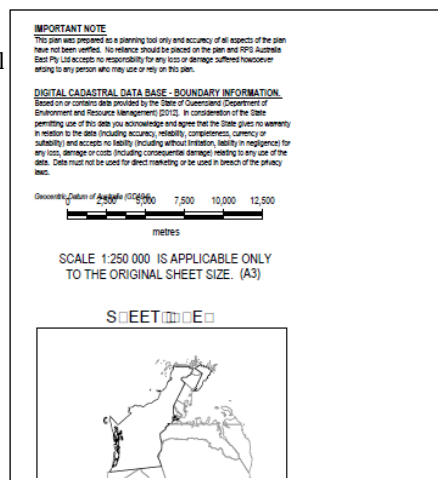 IMPORTANT NOTE
This plan was prepared as a planning tool only and accuracy of all aspects of the plan
have not been verified. No reliance should be placed on the plan and RPS Australia
East Pty Ltd accepts no responsibility for any loss or damage suffered howsoever
arising to any person who may use or rely on this plan.
DIGITAL CADASTRAL DATA BASE - BOUNDARY INFORMATION.
Based on or contains data provided by the State of Queensland (Department of
Environment and Resource Management) [2012]. In consideration of the State
permitting use of this data you acknowledge and agree that the State gives no warranty
in relation to the data (including accuracy, reliability, completeness, currency or
suitability) and accepts no liability (including without limitation, liability in negligence) for
any loss, damage or costs (including consequential damage) relating to any use of the
data. Data must not be used for direct marketing or be used in breach of the privacy
laws.
Geocentric Datum of Australia (GDA94)
0 2,500 5,000 7,500 10,000 12,500
metres
SCALE 1:250 000 IS APPLICABLE ONLY
TO THE ORIGINAL SHEET SIZE. (A3)